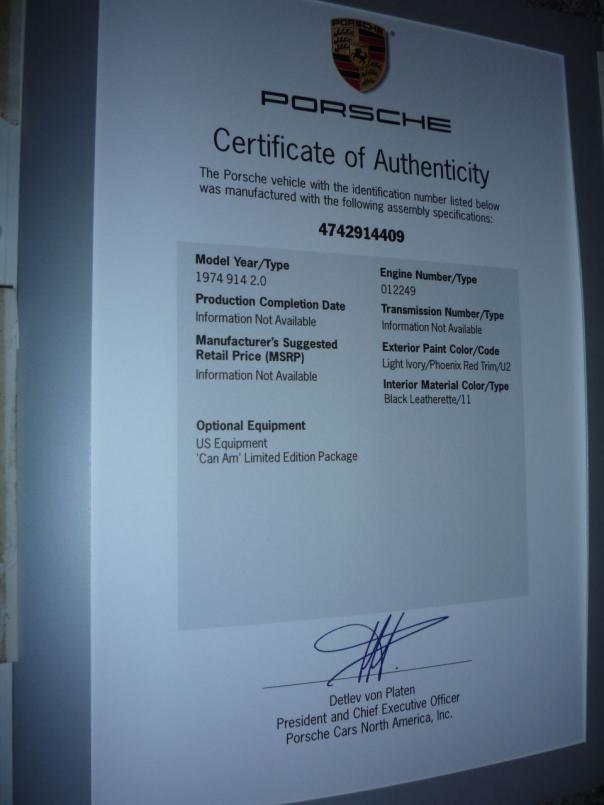 PORSCHE
PORSCHE
Certificate of Authenticity
The Porsche vehicle with the identification number listed below
was manufactured with the following assembly specifications:
4742914409
Model Year/Type
1974 914 2.0
Production Completion Date
Information Not Available
Manufacturer's Suggested
Retail Price (MSRP)
Information Not Available
Engine Number/Type
012249
Transmission Number/Type
Information Not Available
Exterior Paint Color/Code
Light Ivory/Phoenix Red Trim/U2
Interior Material Color/Type
Black Leatherette/11
Optional Equipment
US Equipment
'Can Am' Limited Edition Package
Detlev von Platen
President and Chief Executive Officer
Porsche Cars North America, Inc.